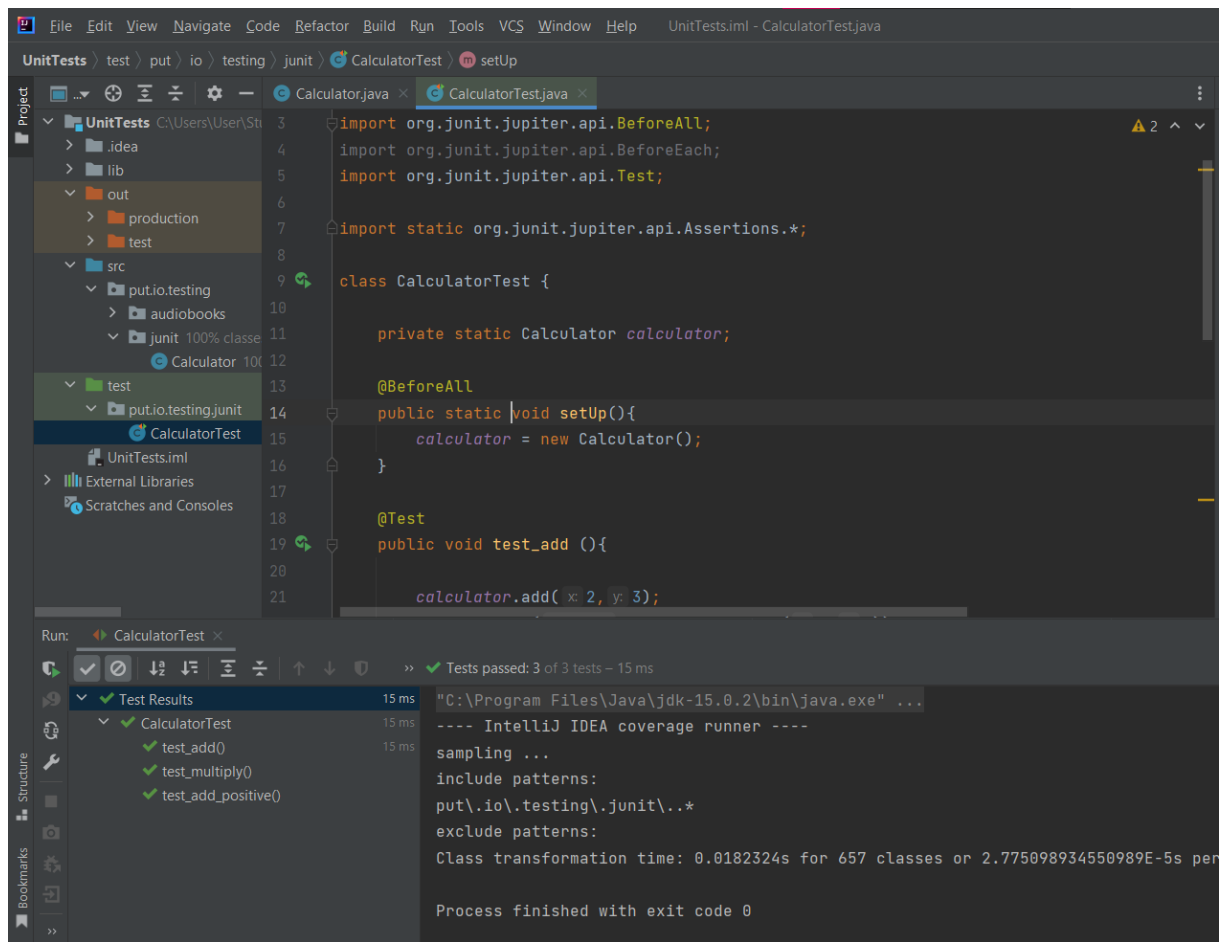 File Edit View Navigate Code Refactor Build Run Tools VCS Window Help UnitTests.iml - CalculatorTest.java
UnitTests test put io testing junit CalculatorTest setUp
Project
Calculator.java CalculatorTest.java
UnitTests C:\Users\User\Stu
.idea
lib
out
production
test
src
put.io.testing
audiobooks
junit 100% classe
Calculator 100
test
put.io.testing.junit
CalculatorTest
UnitTests.iml
External Libraries
Scratches and Consoles
2
3 import org.junit.jupiter.api.BeforeAll;
4 import org.junit.jupiter.api.BeforeEach;
5 import org.junit.jupiter.api.Test;
6
7 import static org.junit.jupiter.api.Assertions.*;
8
9 class CalculatorTest {
10
11 private static Calculator calculator;
12
13 @BeforeAll
14 public static void setUp(){
15 calculator = new Calculator();
16 }
17
18 @Test
19 public void test_add (){
20
21 calculator.add( x: 2, y: 3);
Run: CalculatorTest
Tests passed: 3 of 3 tests – 15 ms
Test Results 15 ms
CalculatorTest 15 ms
test_add() 15 ms
test_multiply()
test_add_positive()
"C:\Program Files\Java\jdk-15.0.2\bin\java.exe" ...
---- IntelliJ IDEA coverage runner ----
sampling ...
include patterns:
put\.io\.testing\.junit\..*
exclude patterns:
Class transformation time: 0.0182324s for 657 classes or 2.775098934550989E-5s per
Process finished with exit code 0
Structure
Bookmarks